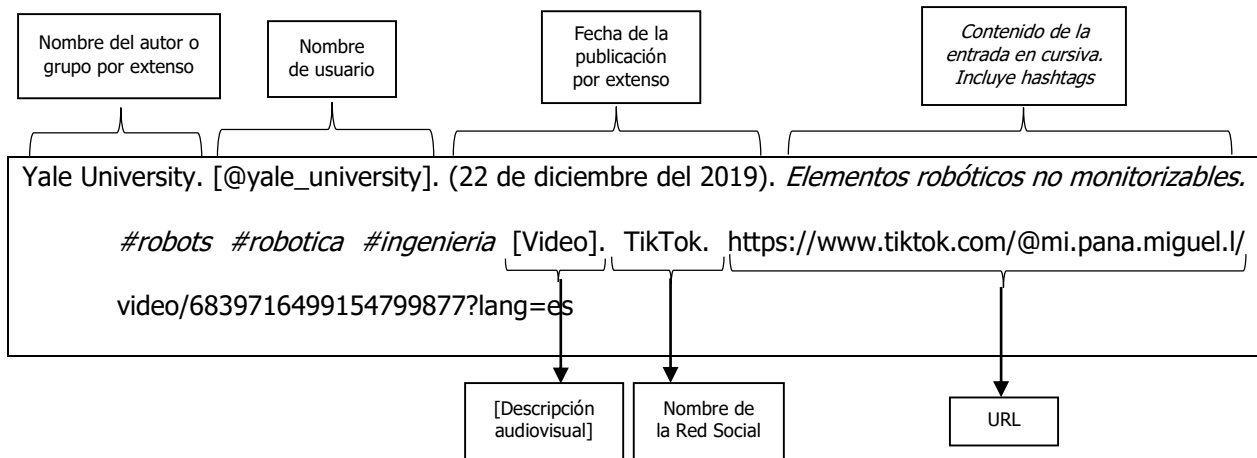 Nombre del autor o
grupo por extenso
Nombre
de usuario
Fecha de la
publicación
por extenso
Contenido de la
entrada en cursiva.
Incluye hashtags
Yale University. [@yale_university]. (22 de diciembre del 2019). Elementos robóticos no monitorizables.
#robots #robotica #ingenieria [Video]. TikTok. https://www.tiktok.com/@mi.pana.miguel.l/
video/6839716499154799877?lang=es
[Descripción
audiovisual]
Nombre de
la Red Social
URL